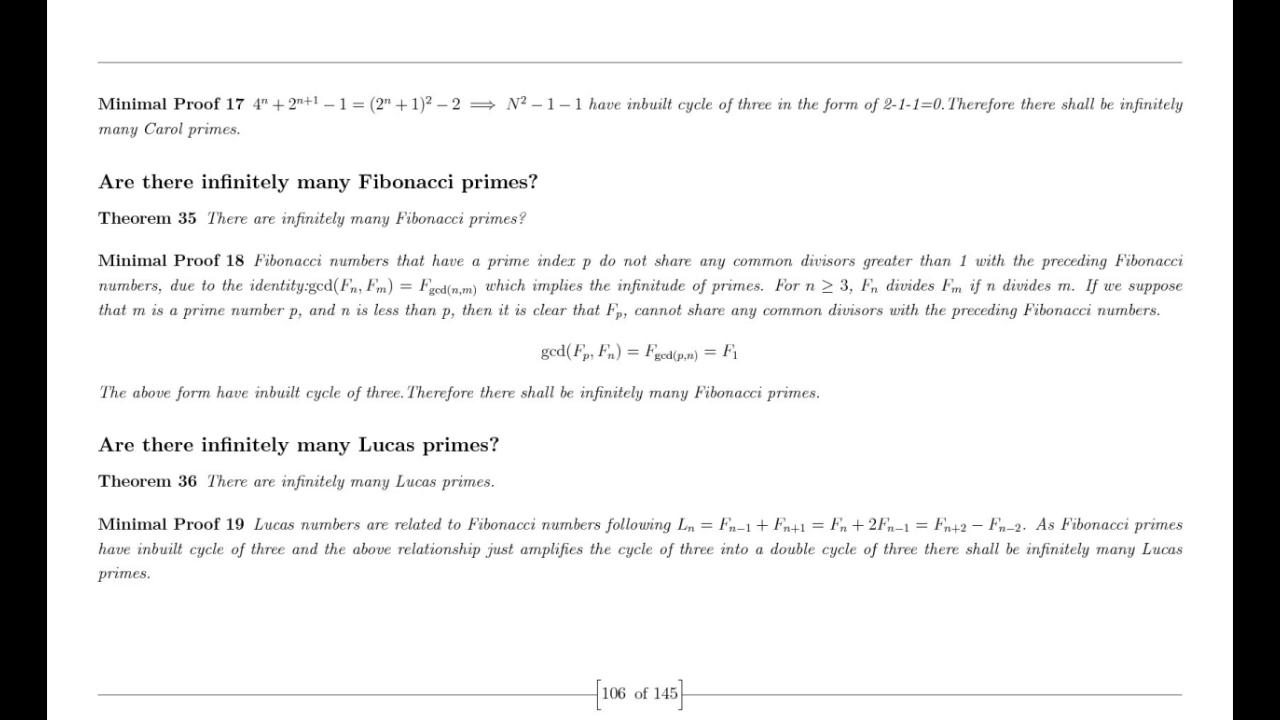 Minimal Proof 17 4ⁿ + 2ⁿ⁺¹ − 1 = (2ⁿ + 1)² − 2 ⟹ N² − 1 − 1 have inbuilt cycle of three in the form of 2-1-1=0.Therefore there shall be infinitely
many Carol primes.
Are there infinitely many Fibonacci primes?
Theorem 35 There are infinitely many Fibonacci primes?
Minimal Proof 18 Fibonacci numbers that have a prime index p do not share any common divisors greater than 1 with the preceding Fibonacci
numbers, due to the identity:gcd(Fₙ, Fₘ) = F_gcd(n,m) which implies the infinitude of primes. For n ≥ 3, Fₙ divides Fₘ if n divides m. If we suppose
that m is a prime number p, and n is less than p, then it is clear that Fₚ, cannot share any common divisors with the preceding Fibonacci numbers.
gcd(Fₚ, Fₙ) = F_gcd(p,n) = F₁
The above form have inbuilt cycle of three.Therefore there shall be infinitely many Fibonacci primes.
Are there infinitely many Lucas primes?
Theorem 36 There are infinitely many Lucas primes.
Minimal Proof 19 Lucas numbers are related to Fibonacci numbers following Lₙ = Fₙ₋₁ + Fₙ₊₁ = Fₙ + 2Fₙ₋₁ = Fₙ₊₂ − Fₙ₋₂. As Fibonacci primes
have inbuilt cycle of three and the above relationship just amplifies the cycle of three into a double cycle of three there shall be infinitely many Lucas
primes.
[106 of 145]